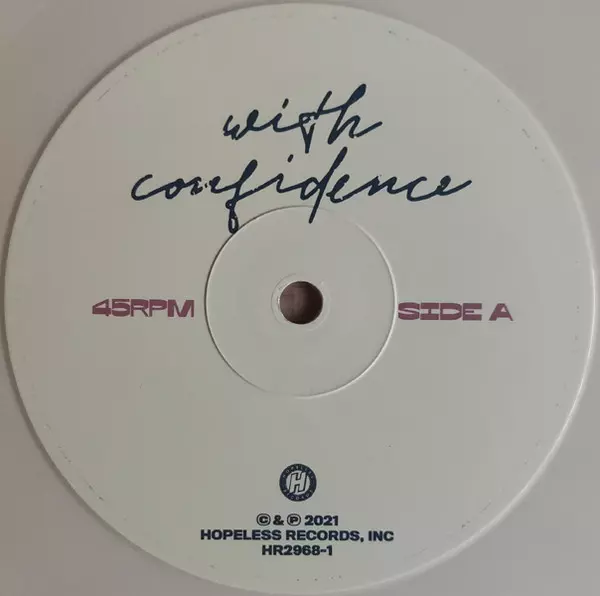 with
confidence
45RPM
SIDE A
H
© & ℗ 2021
HOPELESS RECORDS, INC
HR2968-1